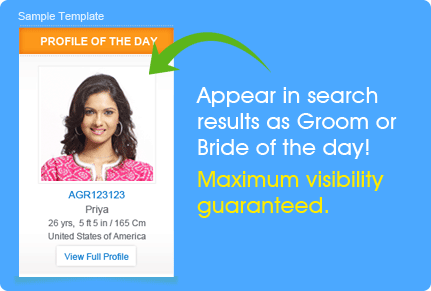 Sample Template
PROFILE OF THE DAY
Appear in search
results as Groom or
Bride of the day!
Maximum visibility
guaranteed.
AGR123123
Priya
26 yrs, 5 ft 5 in / 165 Cm
United States of America
View Full Profile